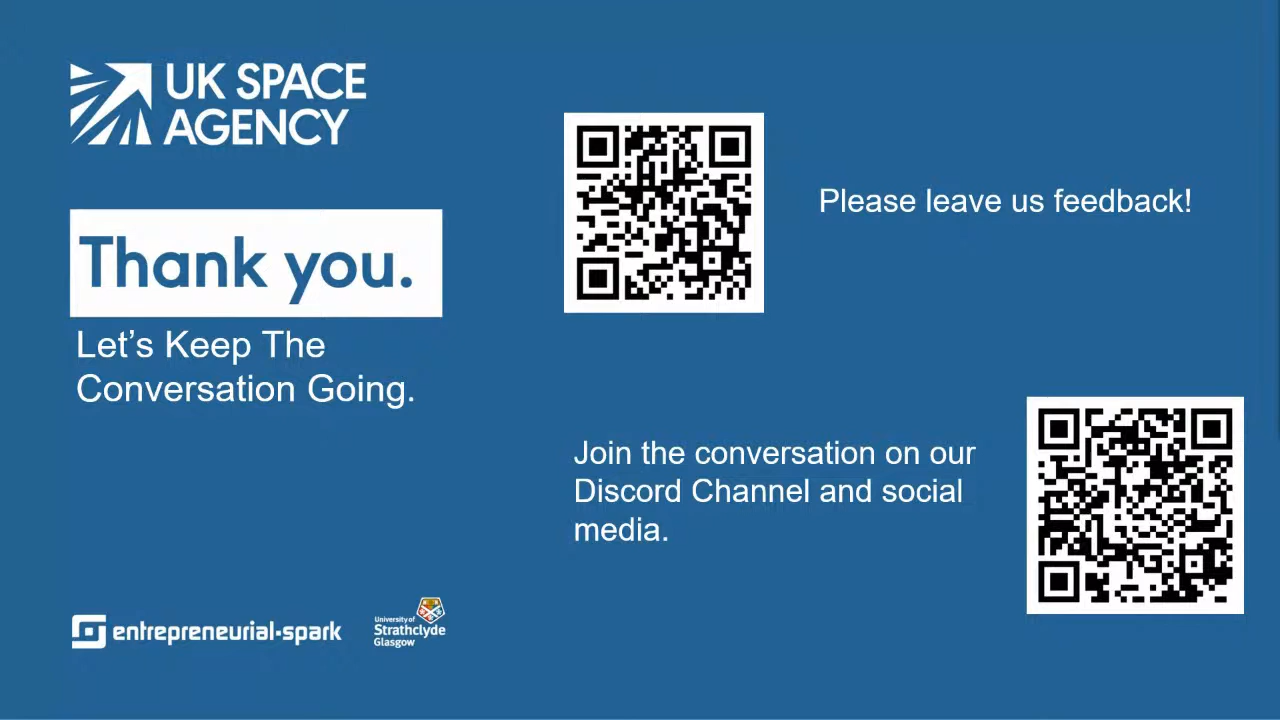 UK SPACE
AGENCY
Thank you.
Let’s Keep The
Conversation Going.
Please leave us feedback!
Join the conversation on our
Discord Channel and social
media.
entrepreneurial-spark
University of
Strathclyde
Glasgow